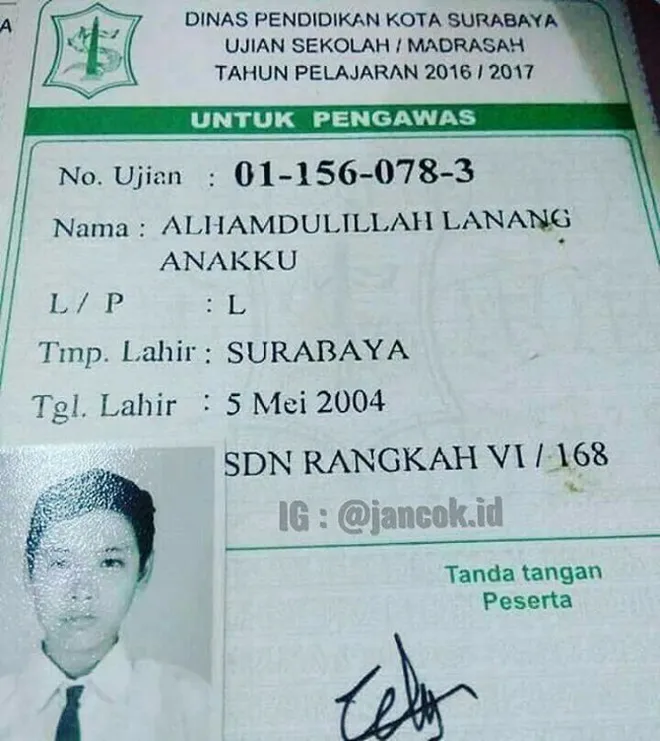 DINAS PENDIDIKAN KOTA SURABAYA
UJIAN SEKOLAH / MADRASAH
TAHUN PELAJARAN 2016 / 2017
UNTUK PENGAWAS
No. Ujian : 01-156-078-3
Nama : ALHAMDULILLAH LANANG
ANAKKU
L / P : L
Tmp. Lahir : SURABAYA
Tgl. Lahir : 5 Mei 2004
SDN RANGKAH VI / 168
IG : @jancok.id
Tanda tangan
Peserta